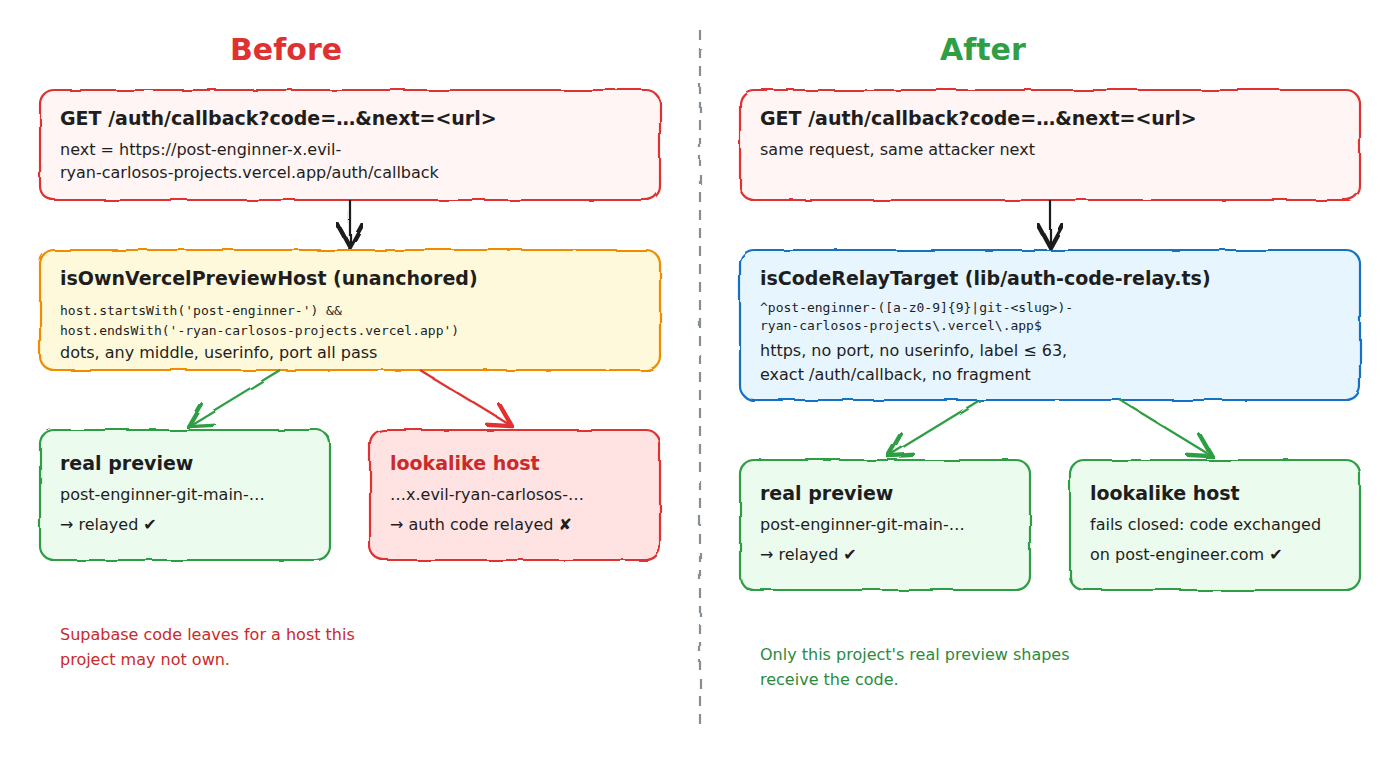 Before
GET /auth/callback?code=…&next=<url>
next = https://post-enginner-x.evil-
ryan-carlosos-projects.vercel.app/auth/callback
isOwnVercelPreviewHost (unanchored)
host.startsWith('post-enginner-') &&
host.endsWith('-ryan-carlosos-projects.vercel.app')
dots, any middle, userinfo, port all pass
real preview
post-enginner-git-main-…
→ relayed ✔
lookalike host
…x.evil-ryan-carlosos-…
→ auth code relayed ✘
Supabase code leaves for a host this
project may not own.
After
GET /auth/callback?code=…&next=<url>
same request, same attacker next
isCodeRelayTarget (lib/auth-code-relay.ts)
^post-enginner-([a-z0-9]{9}|git-<slug>)-
ryan-carlosos-projects\.vercel\.app$
https, no port, no userinfo, label ≤ 63,
exact /auth/callback, no fragment
real preview
post-enginner-git-main-…
→ relayed ✔
lookalike host
fails closed: code exchanged
on post-engineer.com ✔
Only this project's real preview shapes
receive the code.